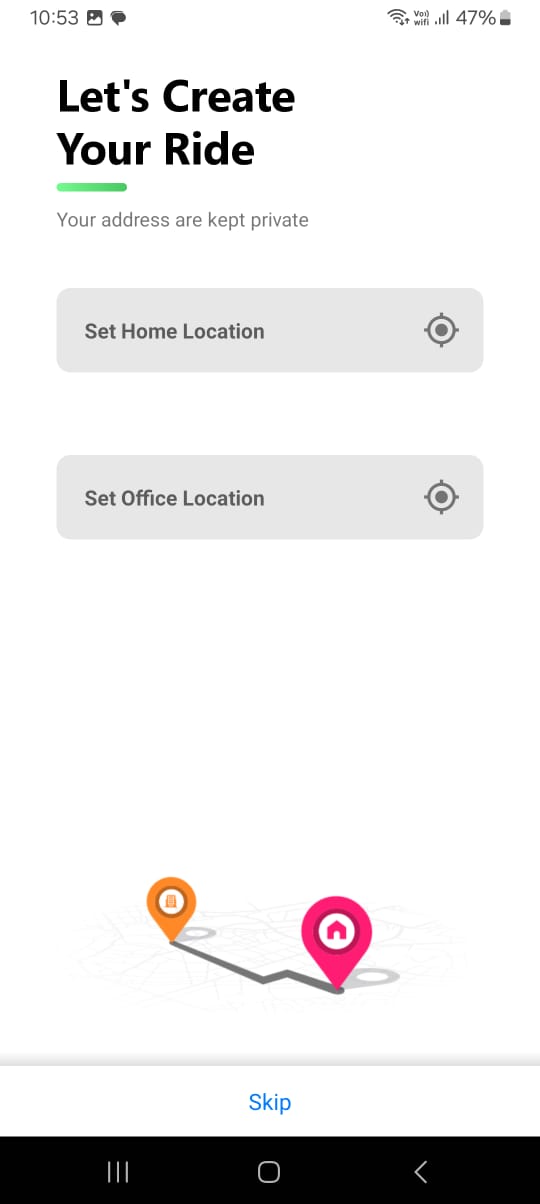 10:53 Vo)) wifi 47%
Let's Create
Your Ride
Your address are kept private
Set Home Location
Set Office Location
Skip